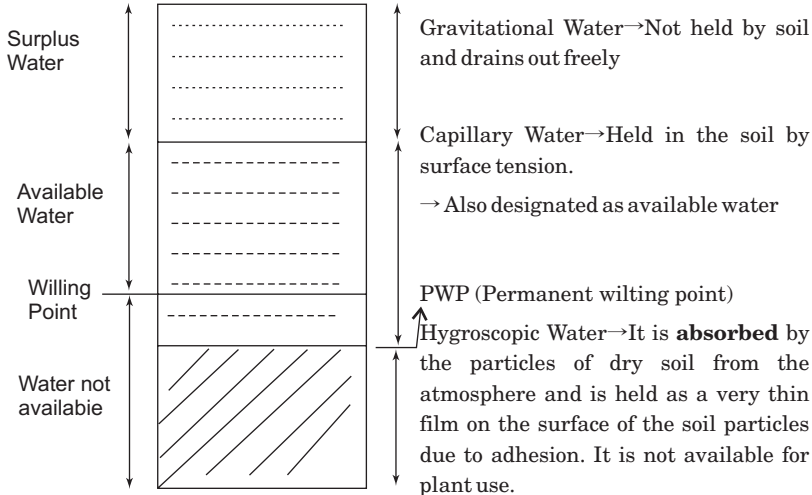 Surplus
Water
Available
Water
Willing
Point
Water not
availabie
Gravitational Water→Not held by soil
and drains out freely
Capillary Water→Held in the soil by
surface tension.
→ Also designated as available water
PWP (Permanent wilting point)
Hygroscopic Water→It is absorbed by
the particles of dry soil from the
atmosphere and is held as a very thin
film on the surface of the soil particles
due to adhesion. It is not available for
plant use.